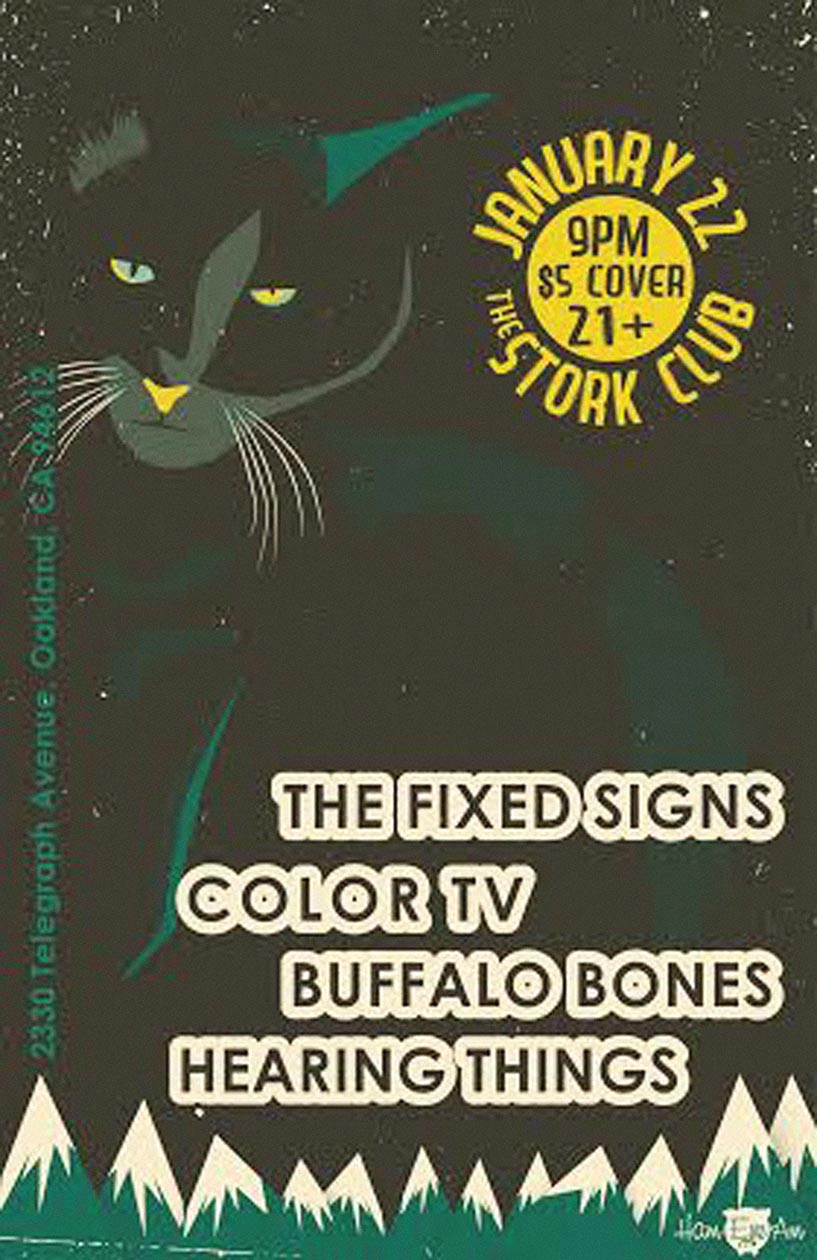 JANUARY 22
9PM
$5 COVER
21+
THE STORK CLUB
2330 Telegraph Avenue, Oakland, CA 94612
THE FIXED SIGNS
COLOR TV
BUFFALO BONES
HEARING THINGS